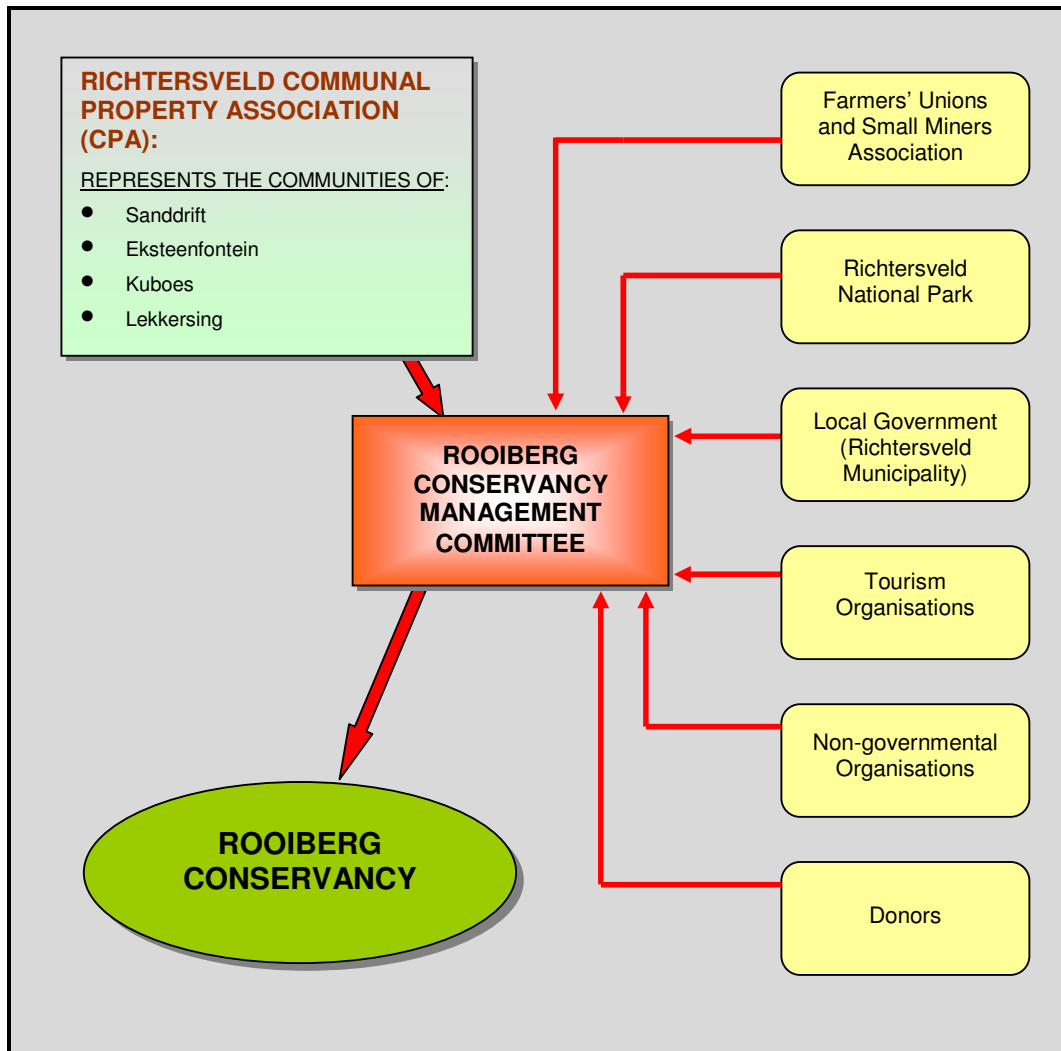 RICHTERSVELD COMMUNAL
PROPERTY ASSOCIATION
(CPA):
REPRESENTS THE COMMUNITIES OF:
● Sanddrift
● Eksteenfontein
● Kuboes
● Lekkersing
ROOIBERG
CONSERVANCY
MANAGEMENT
COMMITTEE
ROOIBERG
CONSERVANCY
Farmers’ Unions
and Small Miners
Association
Richtersveld
National Park
Local Government
(Richtersveld
Municipality)
Tourism
Organisations
Non-governmental
Organisations
Donors